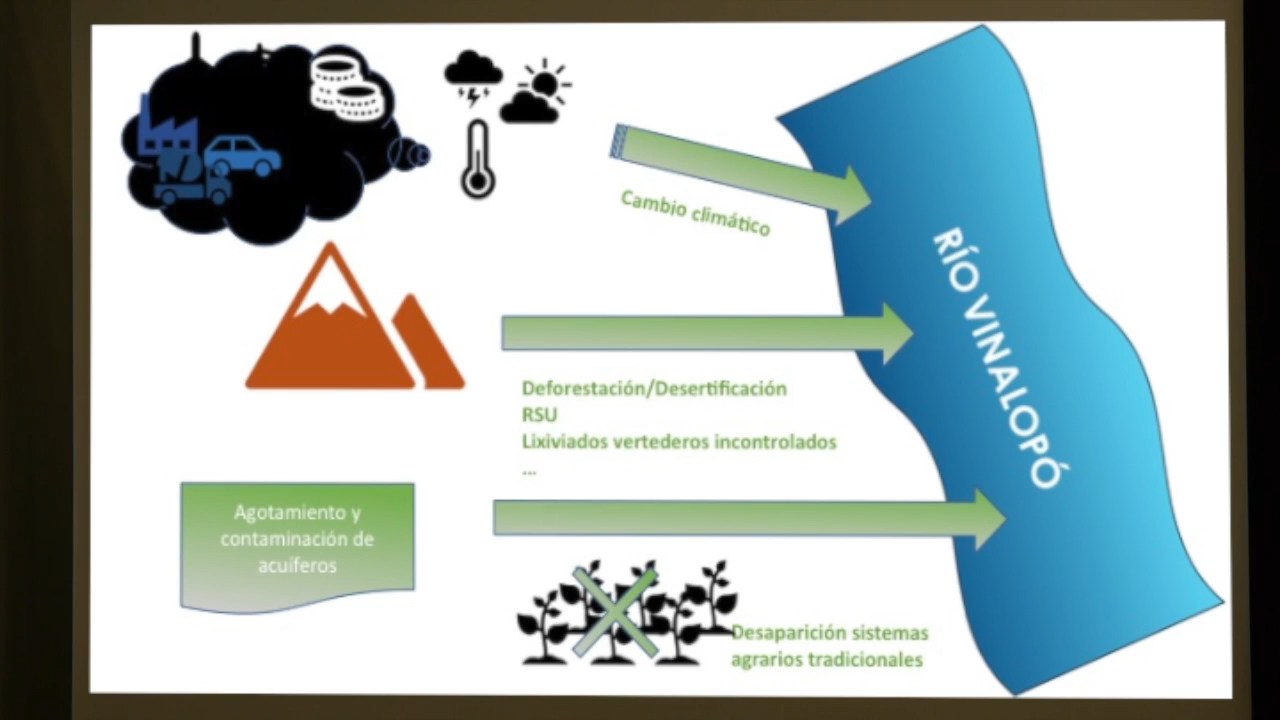 Cambio climático
RÍO VINALOPÓ
Deforestación/Desertificación
RSU
Lixiviados vertederos incontrolados
...
Agotamiento y
contaminación de
acuíferos
Desaparición sistemas
agrarios tradicionales